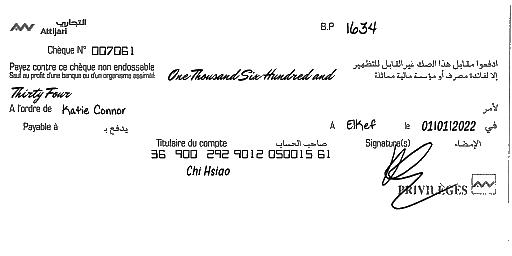 التجاري
Attijari
B.P 1634
Chèque N° 007061
Payez contre ce chèque non endossable
ادفعوا مقابل هذا الصك غير القابل للتظهير
Sauf au profit d'une banque ou d'un organisme assimilé
One Thousand Six Hundred and
إلا لفائدة مصرف أو مؤسسة مالية مماثلة
Thirty Four
A l'ordre de Katie Connor
لأمر
Payable à
يدفع بـ
A ElKef le 01/01/2022 في
Titulaire du compte صاحب الحساب
Signature(s) الإمضاء
36 900 292 9012 050015 61
Chi Hsiao
PRIVILÈGES